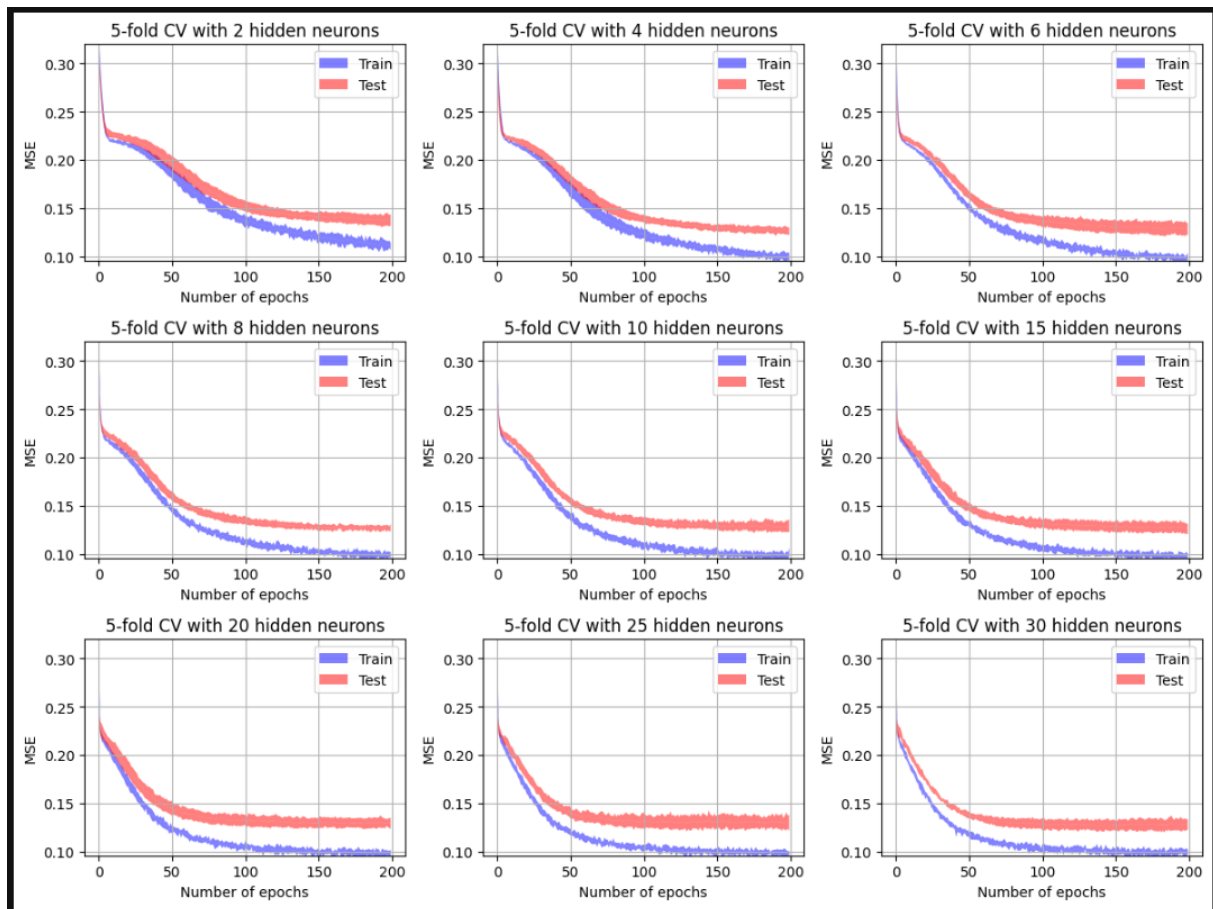 5-fold CV with 2 hidden neurons
Train
Test
MSE
0.30
0.25
0.20
0.15
0.10
0 50 100 150 200
Number of epochs
5-fold CV with 4 hidden neurons
Train
Test
MSE
0.30
0.25
0.20
0.15
0.10
0 50 100 150 200
Number of epochs
5-fold CV with 6 hidden neurons
Train
Test
MSE
0.30
0.25
0.20
0.15
0.10
0 50 100 150 200
Number of epochs
5-fold CV with 8 hidden neurons
Train
Test
MSE
0.30
0.25
0.20
0.15
0.10
0 50 100 150 200
Number of epochs
5-fold CV with 10 hidden neurons
Train
Test
MSE
0.30
0.25
0.20
0.15
0.10
0 50 100 150 200
Number of epochs
5-fold CV with 15 hidden neurons
Train
Test
MSE
0.30
0.25
0.20
0.15
0.10
0 50 100 150 200
Number of epochs
5-fold CV with 20 hidden neurons
Train
Test
MSE
0.30
0.25
0.20
0.15
0.10
0 50 100 150 200
Number of epochs
5-fold CV with 25 hidden neurons
Train
Test
MSE
0.30
0.25
0.20
0.15
0.10
0 50 100 150 200
Number of epochs
5-fold CV with 30 hidden neurons
Train
Test
MSE
0.30
0.25
0.20
0.15
0.10
0 50 100 150 200
Number of epochs